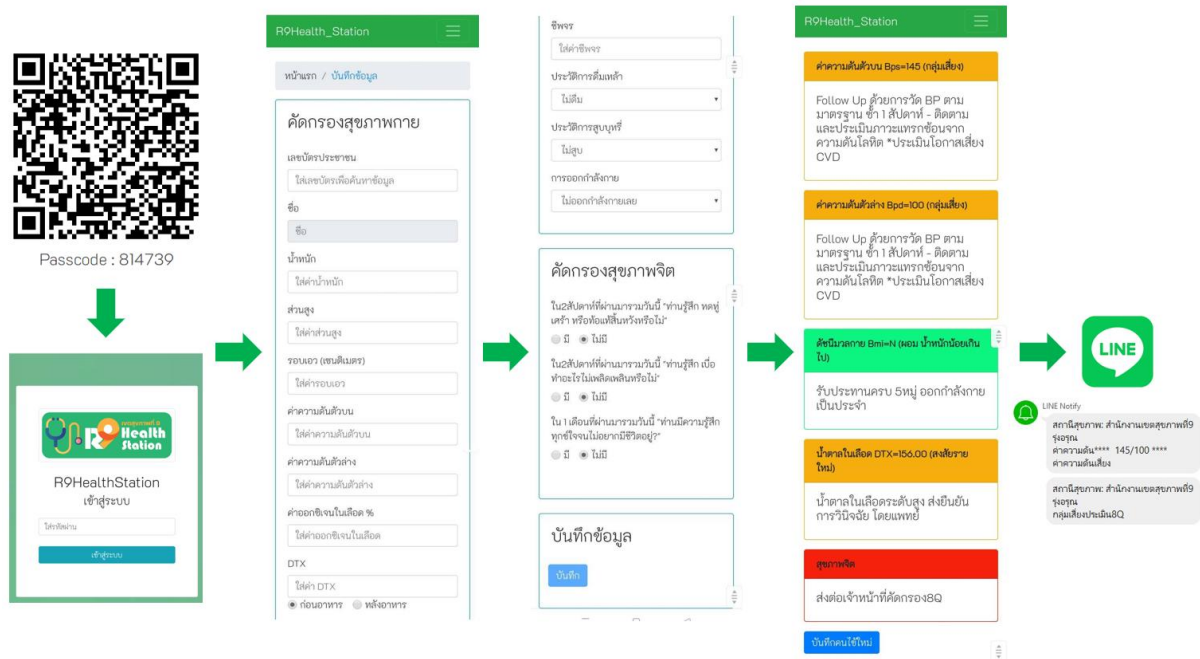 Passcode : 814739
เขตสุขภาพที่ 9
R9 Health
Station
R9HealthStation
เข้าสู่ระบบ
ใส่รหัสผ่าน
เข้าสู่ระบบ
R9Health_Station
หน้าแรก / บันทึกข้อมูล
คัดกรองสุขภาพกาย
เลขบัตรประชาชน
ใส่เลขบัตรเพื่อค้นหาข้อมูล
ชื่อ
ชื่อ
น้ำหนัก
ใส่ค่าน้ำหนัก
ส่วนสูง
ใส่ค่าส่วนสูง
รอบเอว (เซนติเมตร)
ใส่ค่ารอบเอว
ค่าความดันตัวบน
ใส่ค่าความดันตัวบน
ค่าความดันตัวล่าง
ใส่ค่าความดันตัวล่าง
ค่าออกซิเจนในเลือด %
ใส่ค่าออกซิเจนในเลือด
DTX
ใส่ค่า DTX
ก่อนอาหาร หลังอาหาร
ชีพจร
ใส่ค่าชีพจร
ประวัติการดื่มเหล้า
ไม่ดื่ม
ประวัติการสูบบุหรี่
ไม่สูบ
การออกกำลังกาย
ไม่ออกกำลังกายเลย
คัดกรองสุขภาพจิต
ใน2สัปดาห์ที่ผ่านมารวมวันนี้ "ท่านรู้สึก หดหู่
เศร้า หรือท้อแท้สิ้นหวังหรือไม่"
มี ไม่มี
ใน2สัปดาห์ที่ผ่านมารวมวันนี้ "ท่านรู้สึก เบื่อ
ทำอะไรไม่เพลิดเพลินหรือไม่"
มี ไม่มี
ใน 1 เดือนที่ผ่านมารวมวันนี้ "ท่านมีความรู้สึก
ทุกข์ใจจนไม่อยากมีชีวิตอยู่?"
มี ไม่มี
บันทึกข้อมูล
บันทึก
R9Health_Station
ค่าความดันตัวบน Bps=145 (กลุ่มเสี่ยง)
Follow Up ด้วยการวัด BP ตาม
มาตรฐาน ซ้ำ 1 สัปดาห์ - ติดตาม
และประเมินภาวะแทรกซ้อนจาก
ความดันโลหิต *ประเมินโอกาสเสี่ยง
CVD
ค่าความดันตัวล่าง Bpd=100 (กลุ่มเสี่ยง)
Follow Up ด้วยการวัด BP ตาม
มาตรฐาน ซ้ำ 1 สัปดาห์ - ติดตาม
และประเมินภาวะแทรกซ้อนจาก
ความดันโลหิต *ประเมินโอกาสเสี่ยง
CVD
ดัชนีมวลกาย Bmi=N (ผอม น้ำหนักน้อยเกิน
ไป)
รับประทานครบ 5หมู่ ออกกำลังกาย
เป็นประจำ
น้ำตาลในเลือด DTX=156.00 (สงสัยราย
ใหม่)
น้ำตาลในเลือดระดับสูง ส่งยืนยัน
การวินิจฉัย โดยแพทย์
สุขภาพจิต
ส่งต่อเจ้าหน้าที่คัดกรอง8Q
บันทึกคนไข้ใหม่
LINE
LINE Notify
สถานีสุขภาพ: สำนักงานเขตสุขภาพที่9
รุ่งอรุณ
ค่าความดัน**** 145/100 ****
ค่าความดันเสี่ยง
สถานีสุขภาพ: สำนักงานเขตสุขภาพที่9
รุ่งอรุณ
กลุ่มเสี่ยงประเมิน8Q